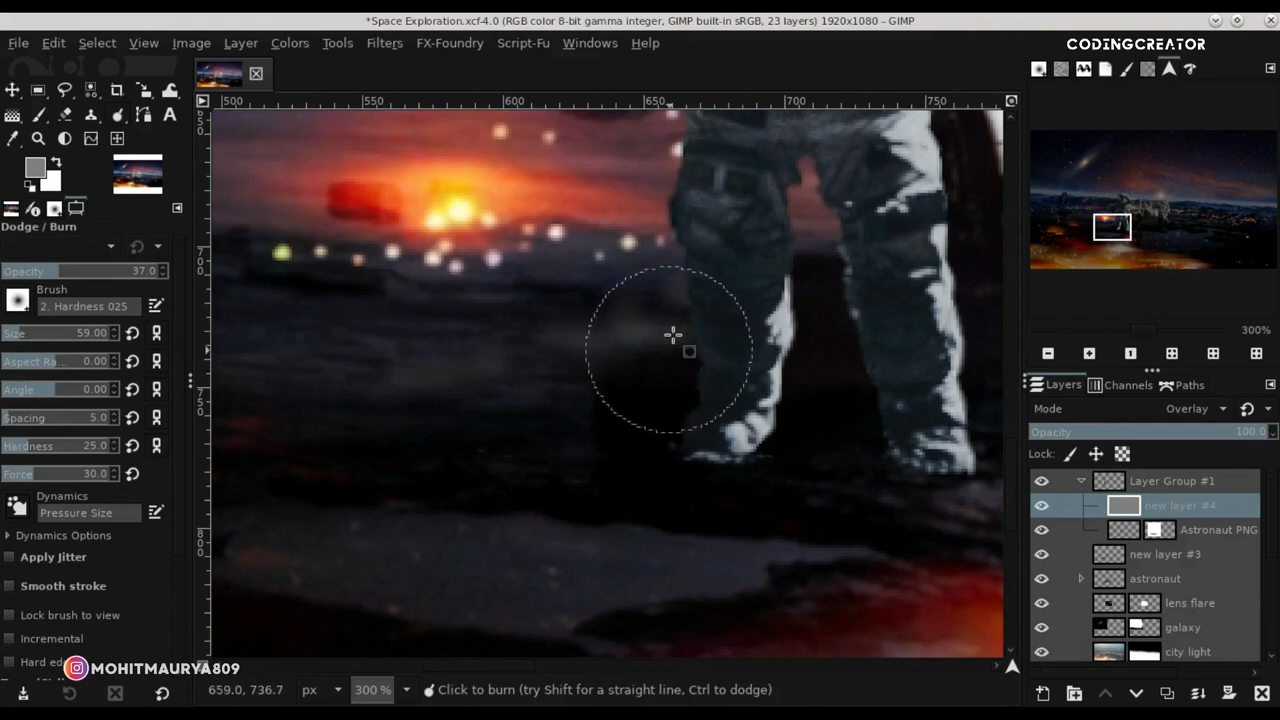 *Space Exploration.xcf-4.0 (RGB color 8-bit gamma integer, GIMP built-in sRGB, 23 layers) 1920x1080 – GIMP
File Edit Select View Image Layer Colors Tools Filters FX-Foundry Script-Fu Windows Help
CODINGCREATOR
500 550 600 650 700 750
650
700
750
800
Dodge / Burn
Opacity 37.0
Brush
2. Hardness 025
Size 59.00
Aspect Ra... 0.00
Angle 0.00
Spacing 5.0
Hardness 25.0
Force 30.0
Dynamics
Pressure Size
Dynamics Options
Apply Jitter
Smooth stroke
Lock brush to view
Incremental
Hard ed
MOHITMAURYA809
659.0, 736.7 px 300 % Click to burn (try Shift for a straight line, Ctrl to dodge)
300%
Layers Channels Paths
Mode Overlay
Opacity 100.0
Lock:
Layer Group #1
new layer #4
Astronaut PNG
new layer #3
astronaut
lens flare
galaxy
city light